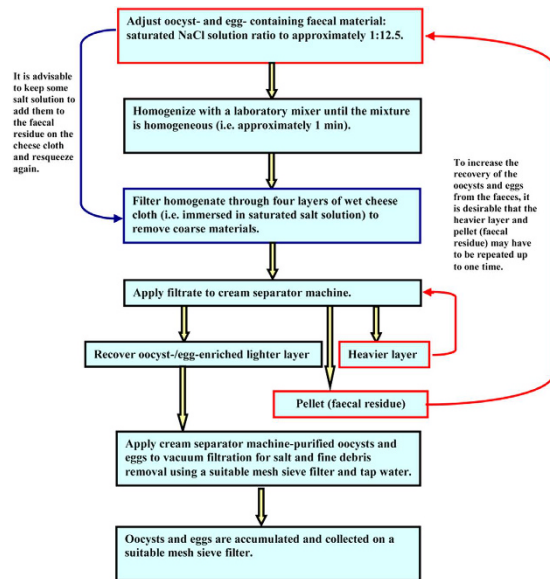 Adjust oocyst- and egg- containing faecal material:
saturated NaCl solution ratio to approximately 1:12.5.
It is advisable
to keep some
salt solution to
add them to
the faecal
residue on the
cheese cloth
and resqueeze
again.
Homogenize with a laboratory mixer until the
mixture is homogeneous (i.e. approximately 1 min).
To increase the
recovery of the
oocysts and eggs
from the faeces, it
is desirable that the
heavier layer and
pellet (faecal
residue) may have
to be repeated up
to one time.
Filter homogenate through four layers of wet cheese
cloth (i.e. immersed in saturated salt solution) to
remove coarse materials.
Apply filtrate to cream separator machine.
Recover oocyst-/egg-enriched lighter layer
Heavier layer
Pellet (faecal residue)
Apply cream separator machine-purified oocysts and
eggs to vacuum filtration for salt and fine debris
removal using a suitable mesh sieve filter and tap water.
Oocysts and eggs are accumulated and collected on a
suitable mesh sieve filter.